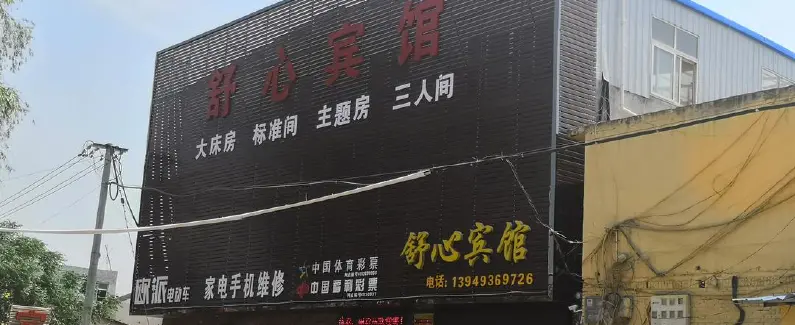 舒心宾馆
大床房 标准间 主题房 三人间
欧派电动车
家电手机维修
中国体育彩票
中国福利彩票
舒心宾馆
电话: 13949369726